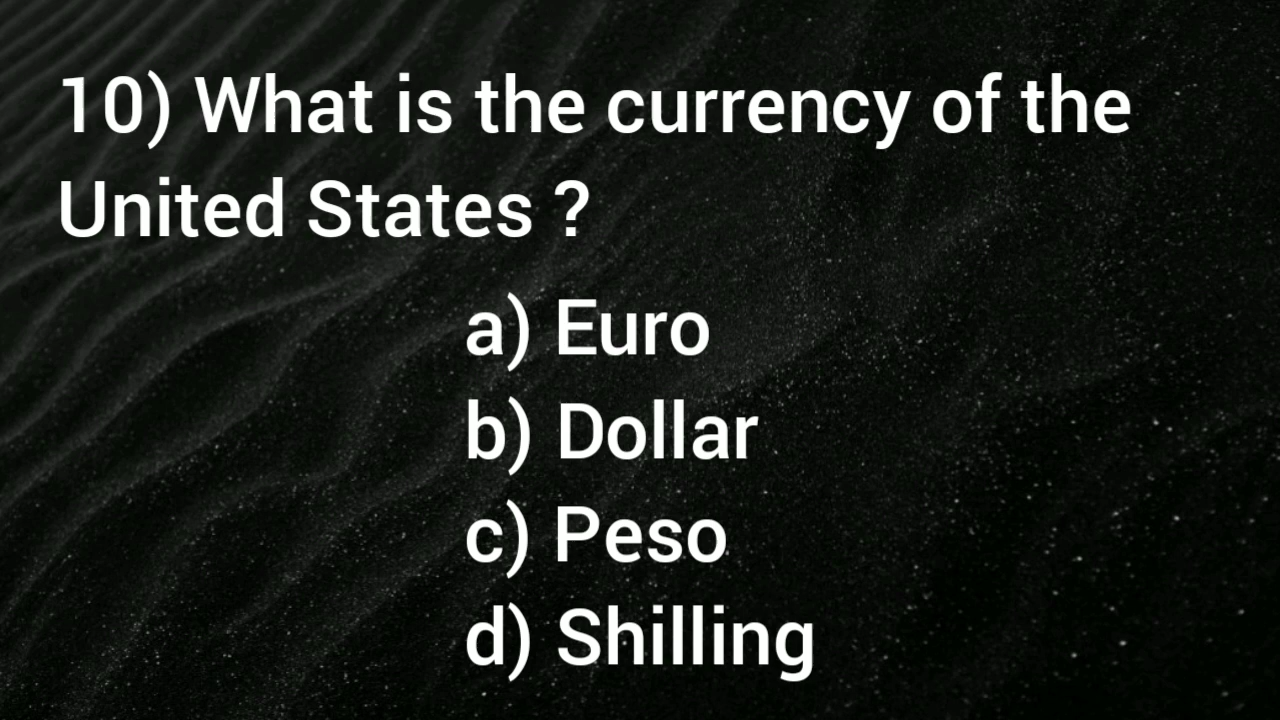 10) What is the currency of the
United States ?
a) Euro
b) Dollar
c) Peso
d) Shilling